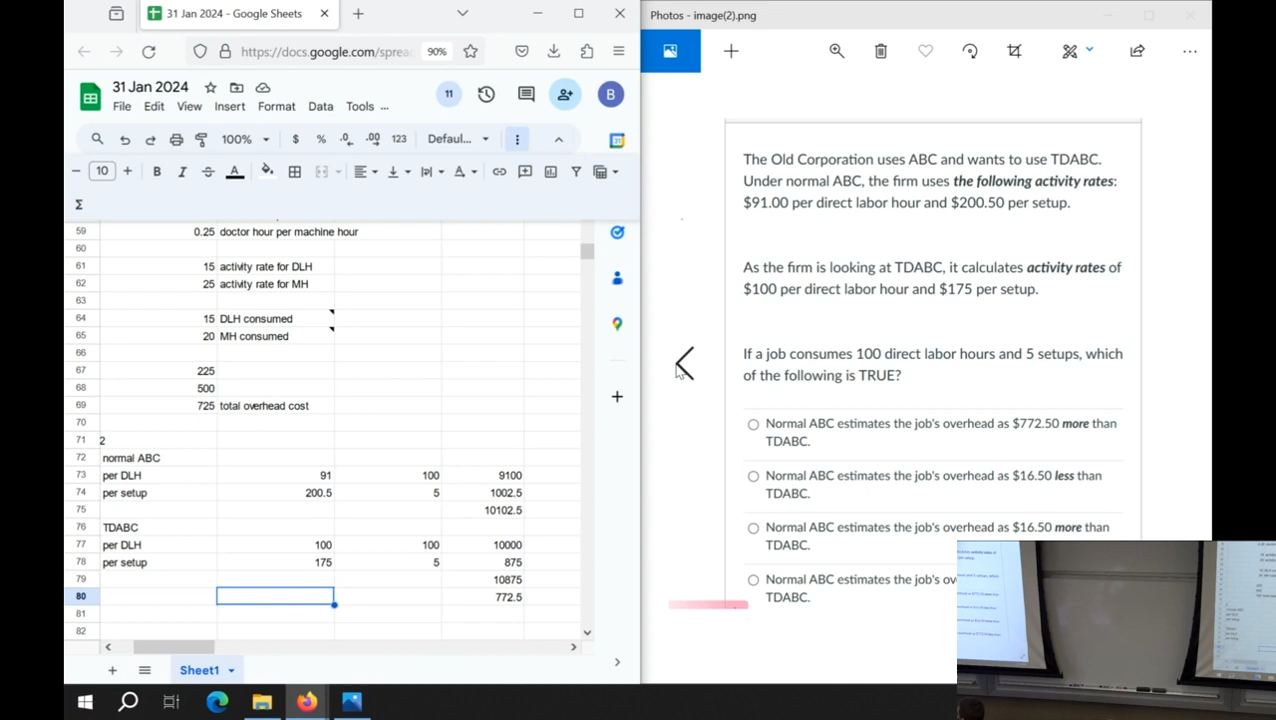 31 Jan 2024 - Google Sheets
https://docs.google.com/sprea
90%
31 Jan 2024
11
B
File Edit View Insert Format Data Tools ...
100% $ % .0 .00 123 Defaul...
10 B I S A
Σ
59 0.25 doctor hour per machine hour
60
61 15 activity rate for DLH
62 25 activity rate for MH
63
64 15 DLH consumed
65 20 MH consumed
66
67 225
68 500
69 725 total overhead cost
70
71 2
72 normal ABC
73 per DLH 91 100 9100
74 per setup 200.5 5 1002.5
75 10102.5
76 TDABC
77 per DLH 100 100 10000
78 per setup 175 5 875
79 10875
80 772.5
81
82
Sheet1
Photos - image(2).png
The Old Corporation uses ABC and wants to use TDABC.
Under normal ABC, the firm uses the following activity rates:
$91.00 per direct labor hour and $200.50 per setup.
As the firm is looking at TDABC, it calculates activity rates of
$100 per direct labor hour and $175 per setup.
If a job consumes 100 direct labor hours and 5 setups, which
of the following is TRUE?
Normal ABC estimates the job's overhead as $772.50 more than
TDABC.
Normal ABC estimates the job's overhead as $16.50 less than
TDABC.
Normal ABC estimates the job's overhead as $16.50 more than
TDABC.
Normal ABC estimates the job's ov
TDABC.